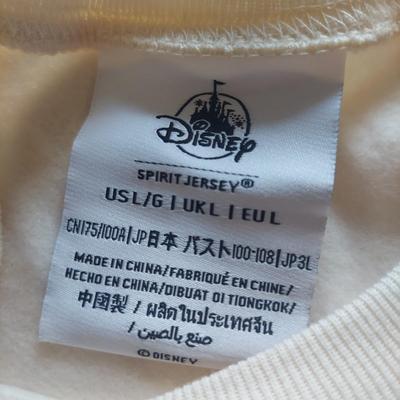 Disney
SPIRIT JERSEY®
US L/G | UK L | EU L
CN175/100A | JP日本 バスト100-108 | JP3L
MADE IN CHINA/FABRIQUÉ EN CHINE/
HECHO EN CHINA/DIBUAT DI TIONGKOK/
中國製 / ผลิตในประเทศจีน
/ صنع بالصين
© DISNEY